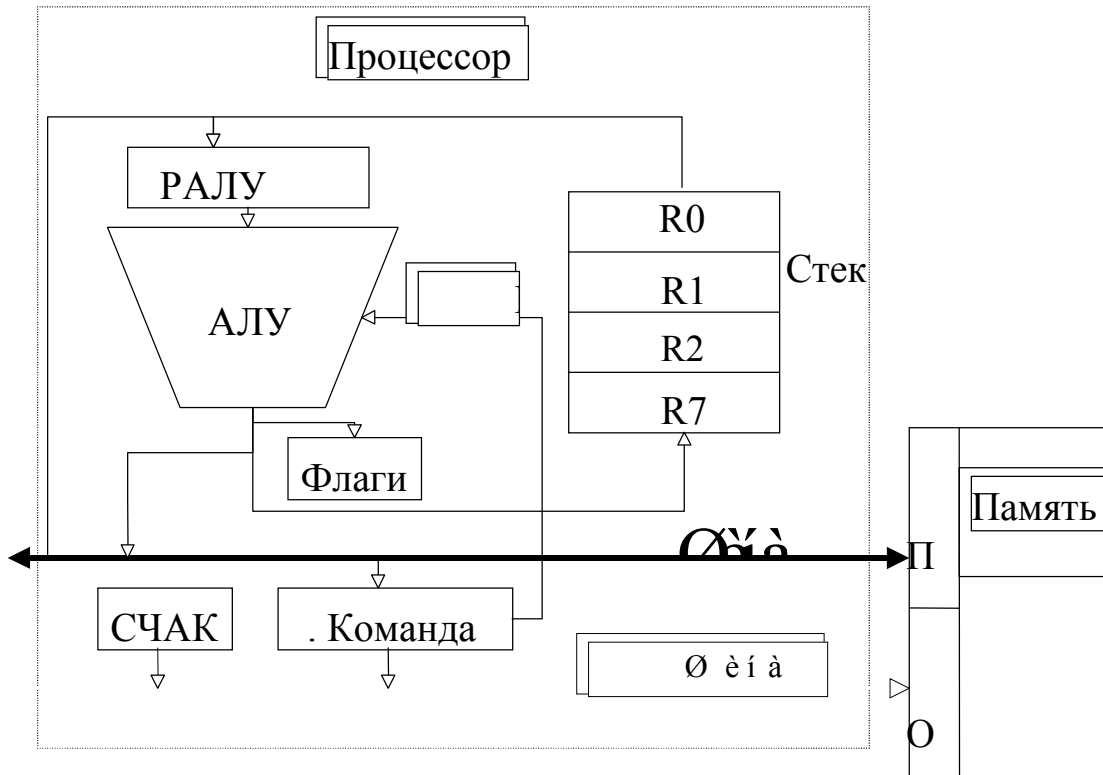 Процессор
РАЛУ
R0
Стек
R1
АЛУ
R2
R7
Флаги
Память
П
СЧАК
. Команда
Ø è í à
О